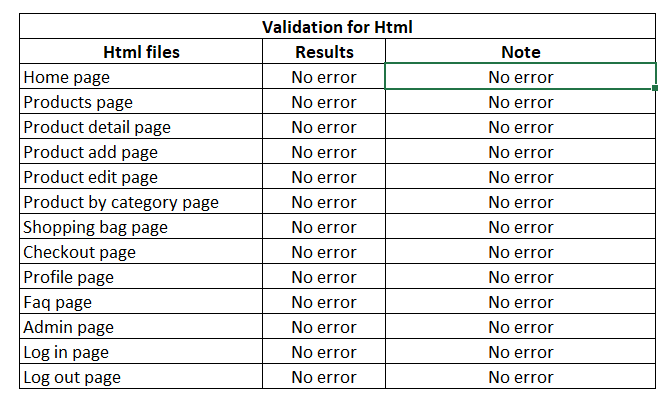 Validation for Html
Html files Results Note
Home page No error No error
Products page No error No error
Product detail page No error No error
Product add page No error No error
Product edit page No error No error
Product by category page No error No error
Shopping bag page No error No error
Checkout page No error No error
Profile page No error No error
Faq page No error No error
Admin page No error No error
Log in page No error No error
Log out page No error No error